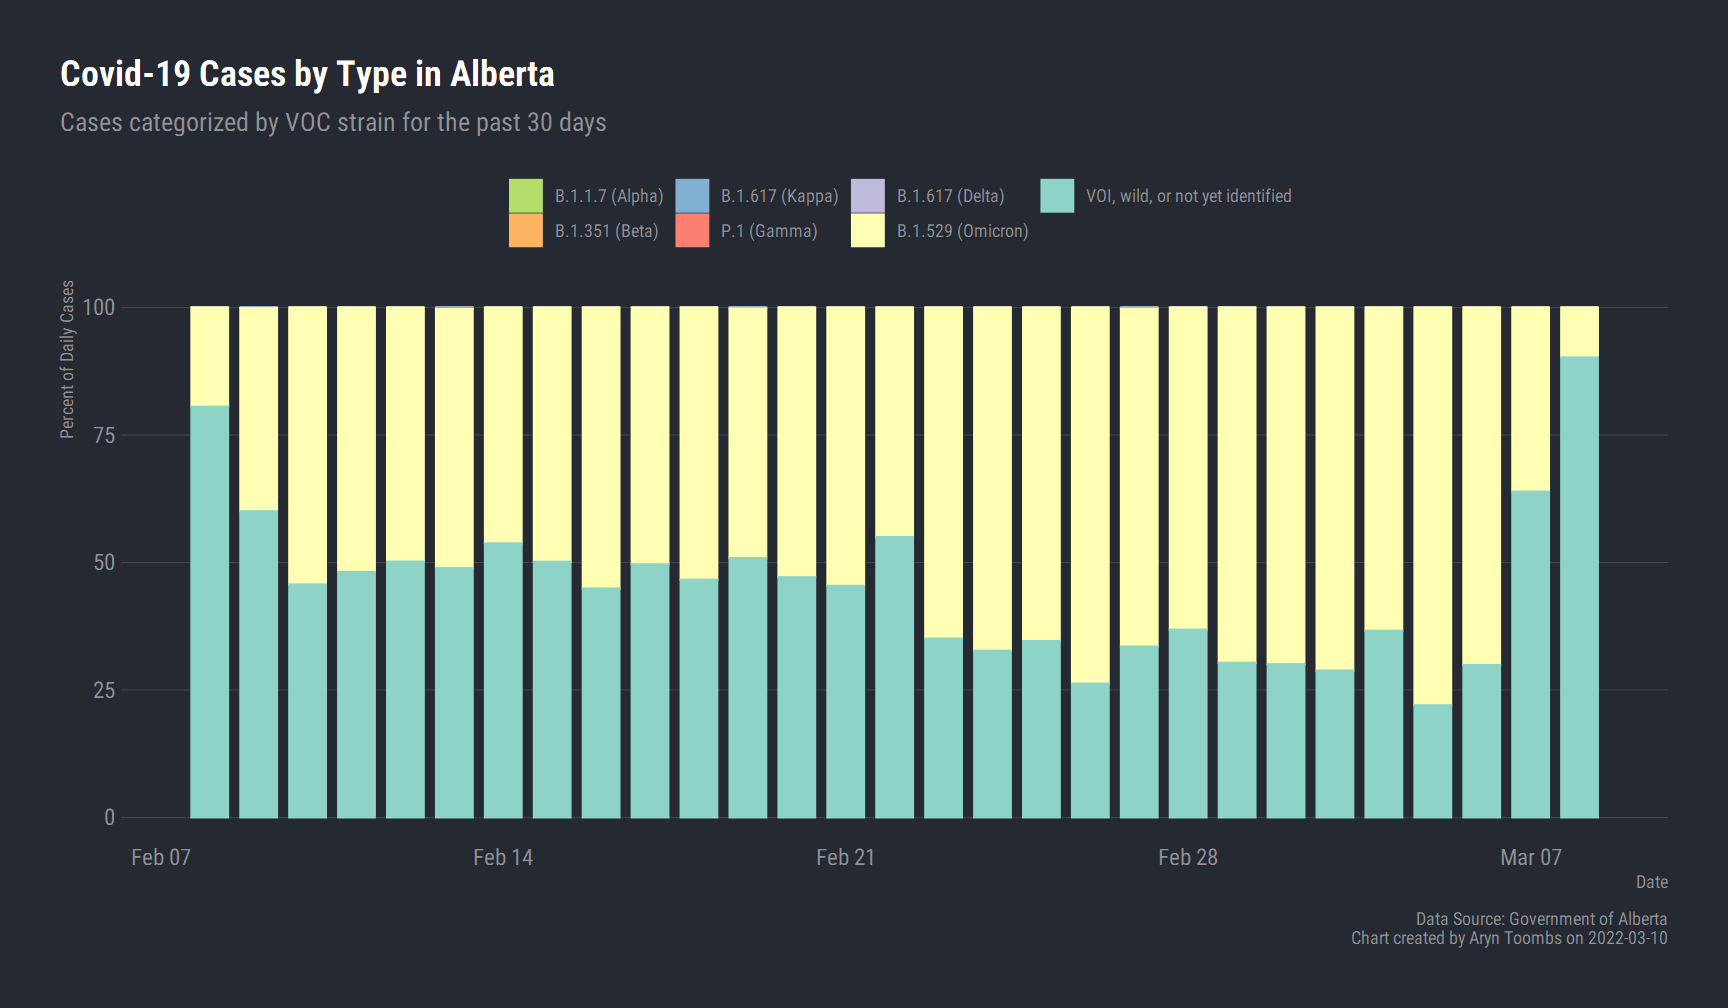 Covid-19 Cases by Type in Alberta
Cases categorized by VOC strain for the past 30 days
B.1.1.7 (Alpha) B.1.617 (Kappa) B.1.617 (Delta) VOI, wild, or not yet identified
B.1.351 (Beta) P.1 (Gamma) B.1.529 (Omicron)
Percent of Daily Cases
100
75
50
25
0
Feb 07 Feb 14 Feb 21 Feb 28 Mar 07
Date
Data Source: Government of Alberta
Chart created by Aryn Toombs on 2022-03-10